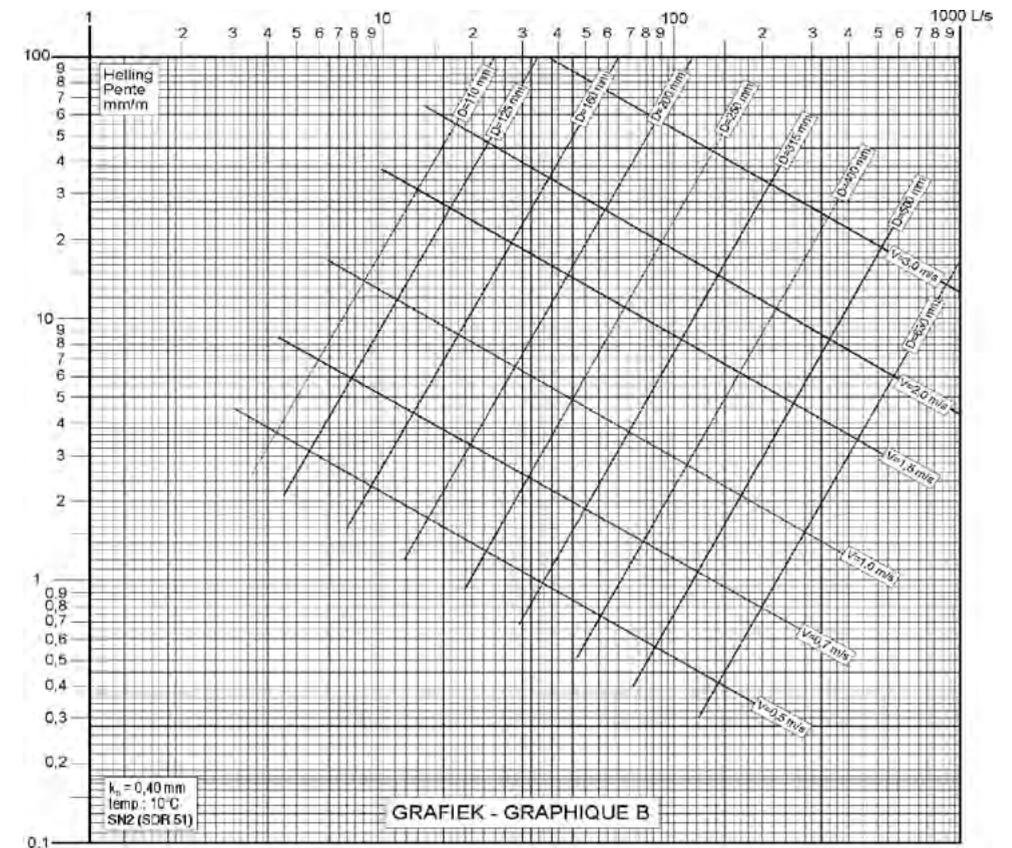 1 10 100 1000 L/s
2 3 4 5 6 7 8 9 2 3 4 5 6 7 8 9 2 3 4 5 6 7 8 9
100
9
8
7
6
5
4
3
2
10
9
8
7
6
5
4
3
2
1
0,9
0,8
0,7
0,6
0,5
0,4
0,3
0,2
0,1
Helling
Pente
mm/m
D=110 mm
D=125 mm
D=160 mm
D=200 mm
D=250 mm
D=315 mm
D=400 mm
D=500 mm
D=630 mm
V=3,0 m/s
V=2,0 m/s
V=1,5 m/s
V=1,0 m/s
V=0,7 m/s
V=0,5 m/s
kₛ = 0,40 mm
temp.: 10°C
SN2 (SDR 51)
GRAFIEK - GRAPHIQUE B